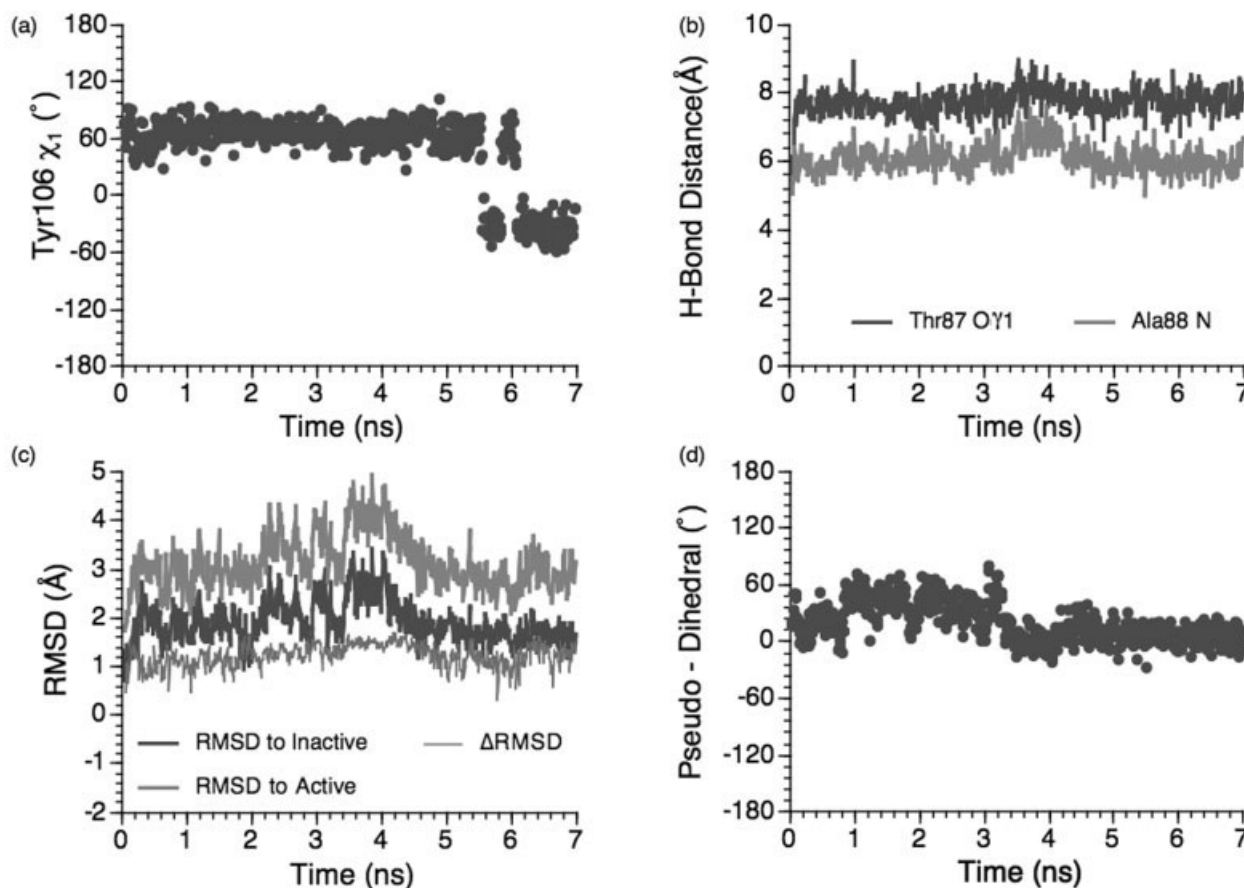 (a)
180
120
60
0
-60
-120
-180
Tyr106 χ₁ (°)
0 1 2 3 4 5 6 7
Time (ns)
(b)
10
8
6
4
2
0
H-Bond Distance(Å)
Thr87 Oγ1 Ala88 N
0 1 2 3 4 5 6 7
Time (ns)
(c)
5
4
3
2
1
0
-1
-2
RMSD (Å)
RMSD to Inactive ΔRMSD
RMSD to Active
0 1 2 3 4 5 6 7
Time (ns)
(d)
180
120
60
0
-60
-120
-180
Pseudo - Dihedral (°)
0 1 2 3 4 5 6 7
Time (ns)